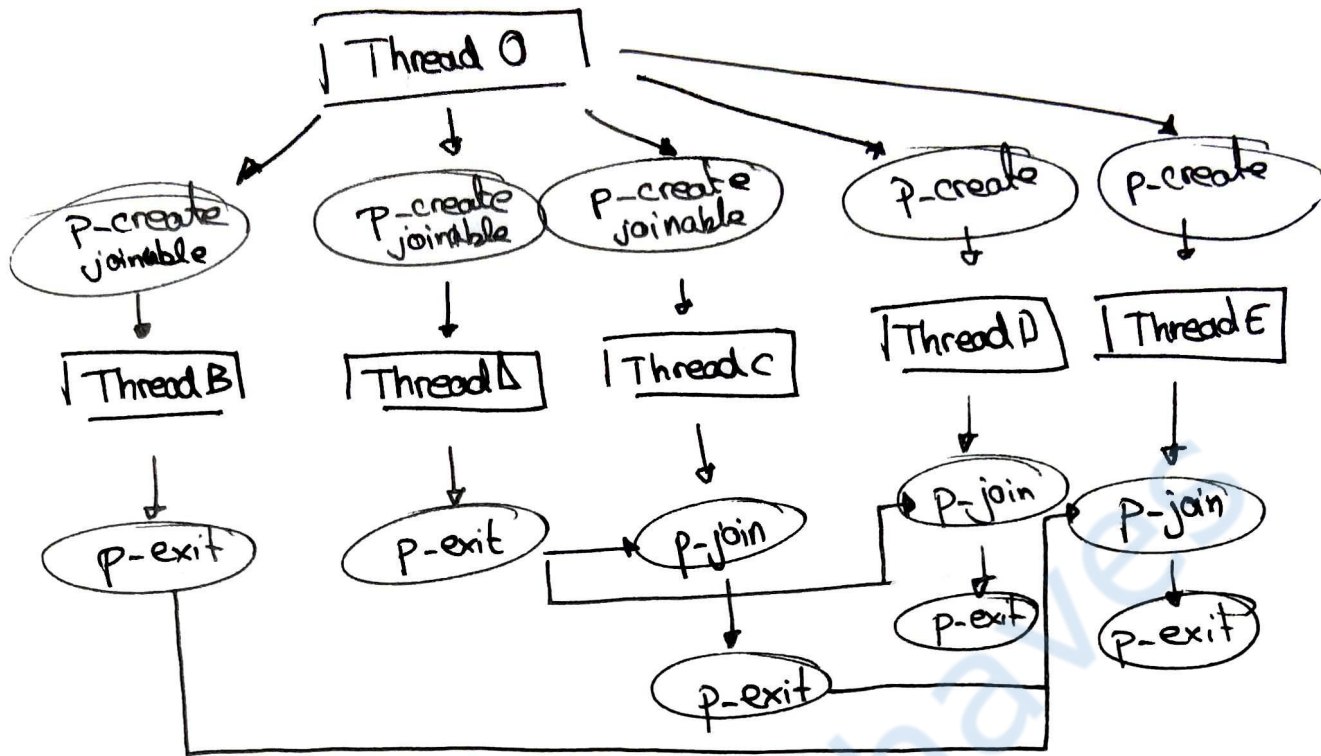 Thread O
p-create
joinable
p-create
joinable
p-create
joinable
p-create
p-create
Thread B
Thread A
Thread C
Thread D
Thread E
p-exit
p-exit
p-join
p-join
p-join
p-exit
p-exit
p-exit